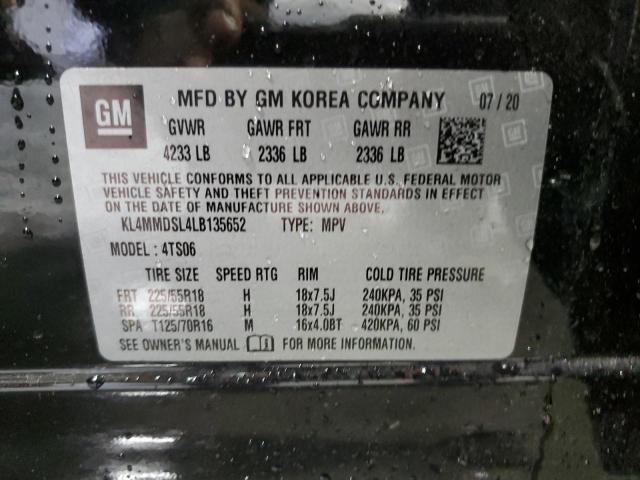 GM MFD BY GM KOREA COMPANY 07/20
GVWR GAWR FRT GAWR RR
4233 LB 2336 LB 2336 LB
THIS VEHICLE CONFORMS TO ALL APPLICABLE U.S. FEDERAL MOTOR
VEHICLE SAFETY AND THEFT PREVENTION STANDARDS IN EFFECT
ON THE DATE OF MANUFACTURE SHOWN ABOVE.
KL4MMDSL4LB135652 TYPE: MPV
MODEL: 4TS06
TIRE SIZE SPEED RTG RIM COLD TIRE PRESSURE
FRT 225/55R18 H 18x7.5J 240KPA, 35 PSI
RR 225/55R18 H 18x7.5J 240KPA, 35 PSI
SPA T125/70R16 M 16x4.0BT 420KPA, 60 PSI
SEE OWNER'S MANUAL FOR MORE INFORMATION.